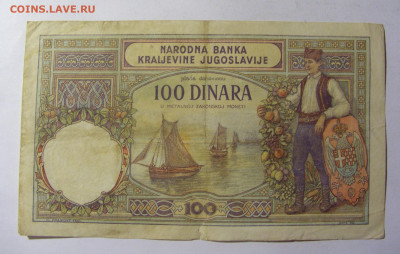 COINS.LAVE.RU
NARODNA BANKA
KRALJEVINE JUGOSLAVIJE
100 DINARA
100